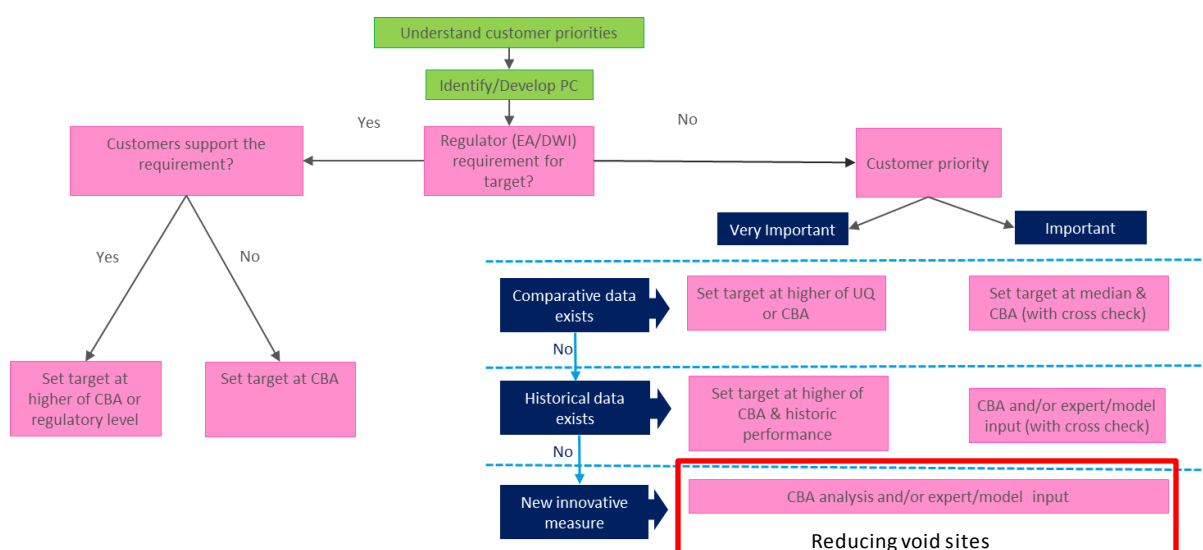 Understand customer priorities
Identify/Develop PC
Yes
No
Customers support the
requirement?
Regulator (EA/DWI)
requirement for
target?
Customer priority
Very Important
Important
Yes
No
Comparative data
exists
Set target at higher of UQ
or CBA
Set target at median &
CBA (with cross check)
No
Set target at
higher of CBA or
regulatory level
Set target at CBA
Historical data
exists
Set target at higher of
CBA & historic
performance
CBA and/or expert/model
input (with cross check)
No
New innovative
measure
CBA analysis and/or expert/model input
Reducing void sites